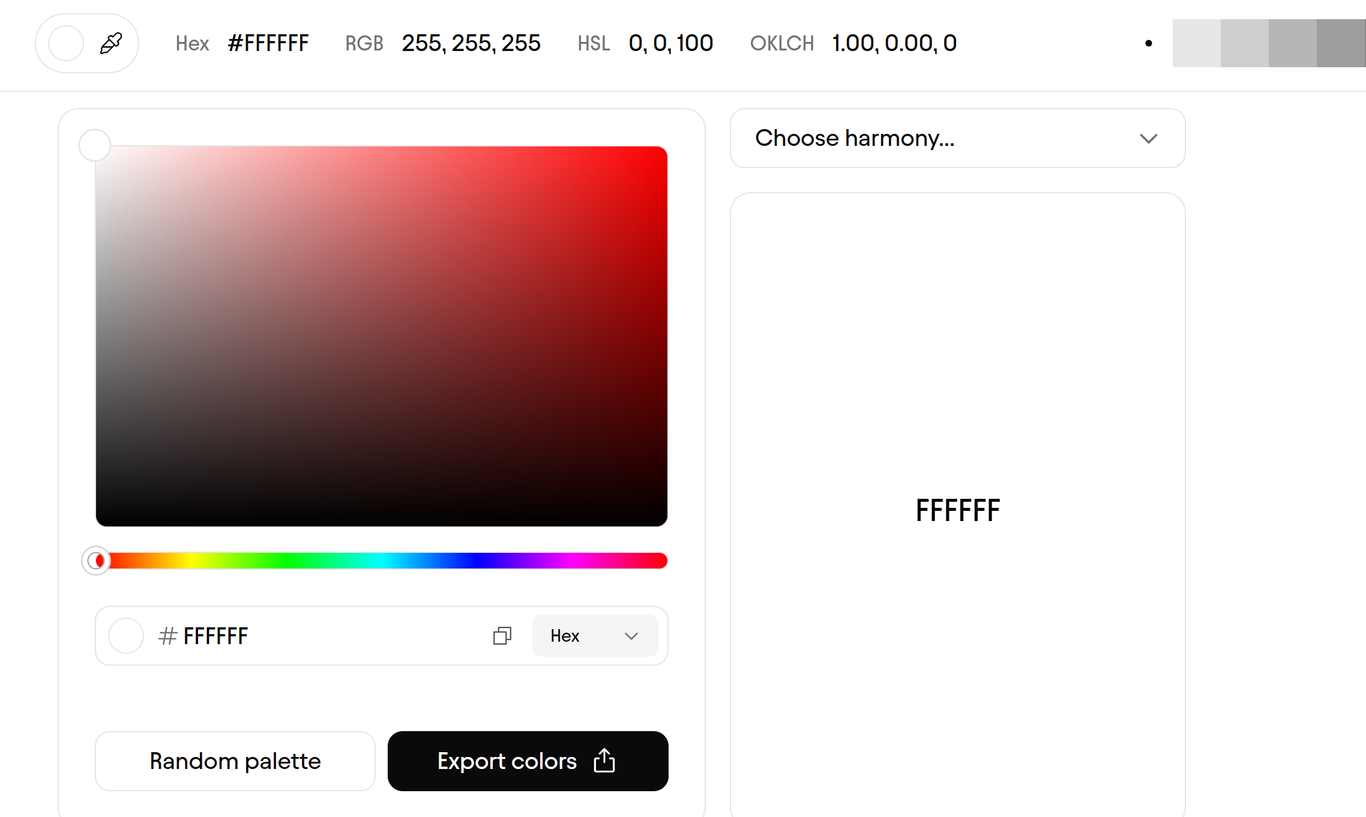 Hex #FFFFFF RGB 255, 255, 255 HSL 0, 0, 100 OKLCH 1.00, 0.00, 0
Choose harmony...
FFFFFF
# FFFFFF Hex
Random palette Export colors